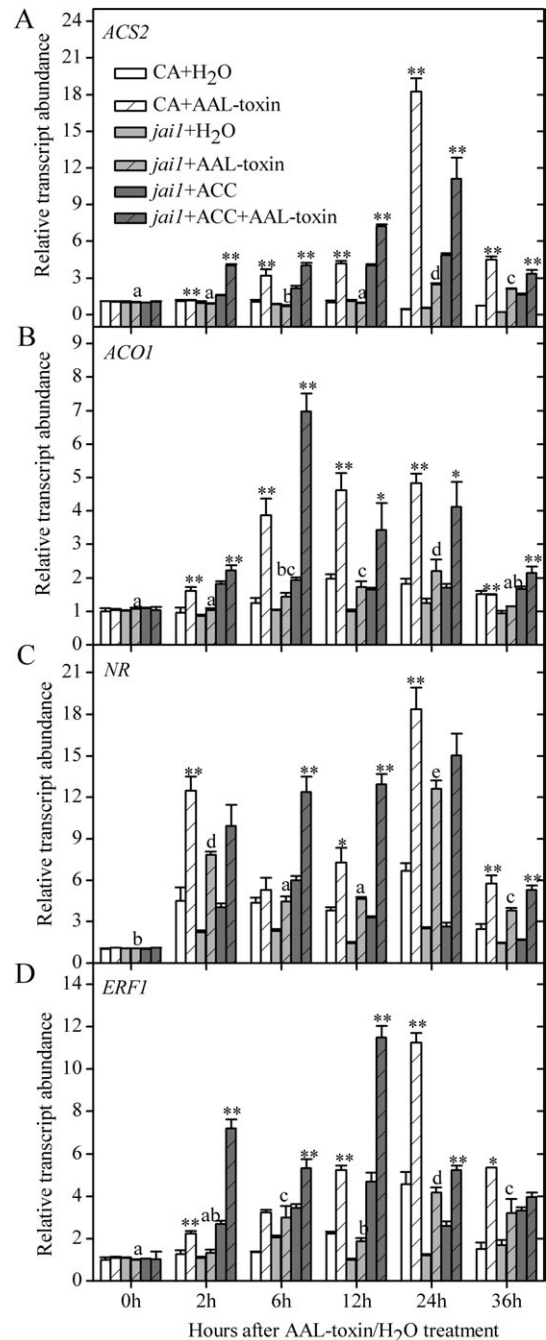 A
ACS2
CA+H2O
CA+AAL-toxin
jai1+H2O
jai1+AAL-toxin
jai1+ACC
jai1+ACC+AAL-toxin
Relative transcript abundance
24
21
18
15
12
9
6
3
0
a
**
a
**
**
b
**
**
a
**
**
d
**
**
c
**
B
ACO1
Relative transcript abundance
9
8
7
6
5
4
3
2
1
0
a
**
a
**
**
bc
**
**
c
*
**
d
*
**
ab
**
C
NR
Relative transcript abundance
21
18
15
12
9
6
3
0
b
**
d
a
**
*
a
**
**
e
**
c
**
D
ERF1
Relative transcript abundance
14
12
10
8
6
4
2
0
a
**
ab
**
c
**
**
b
**
**
d
**
*
c
0h
2h
6h
12h
24h
36h
Hours after AAL-toxin/H2O treatment